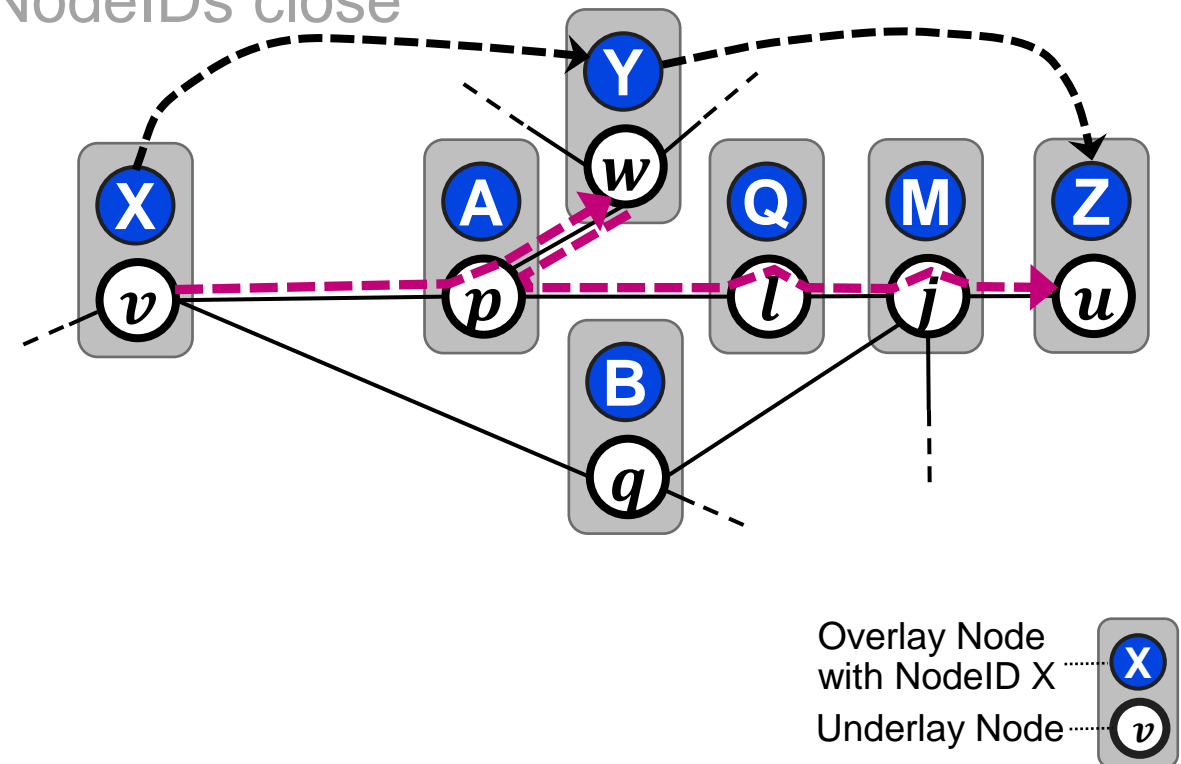 NodeIDs close
Y
w
X
A
Q
M
Z
v
p
l
j
u
B
q
Overlay Node
with NodeID X
X
Underlay Node
v